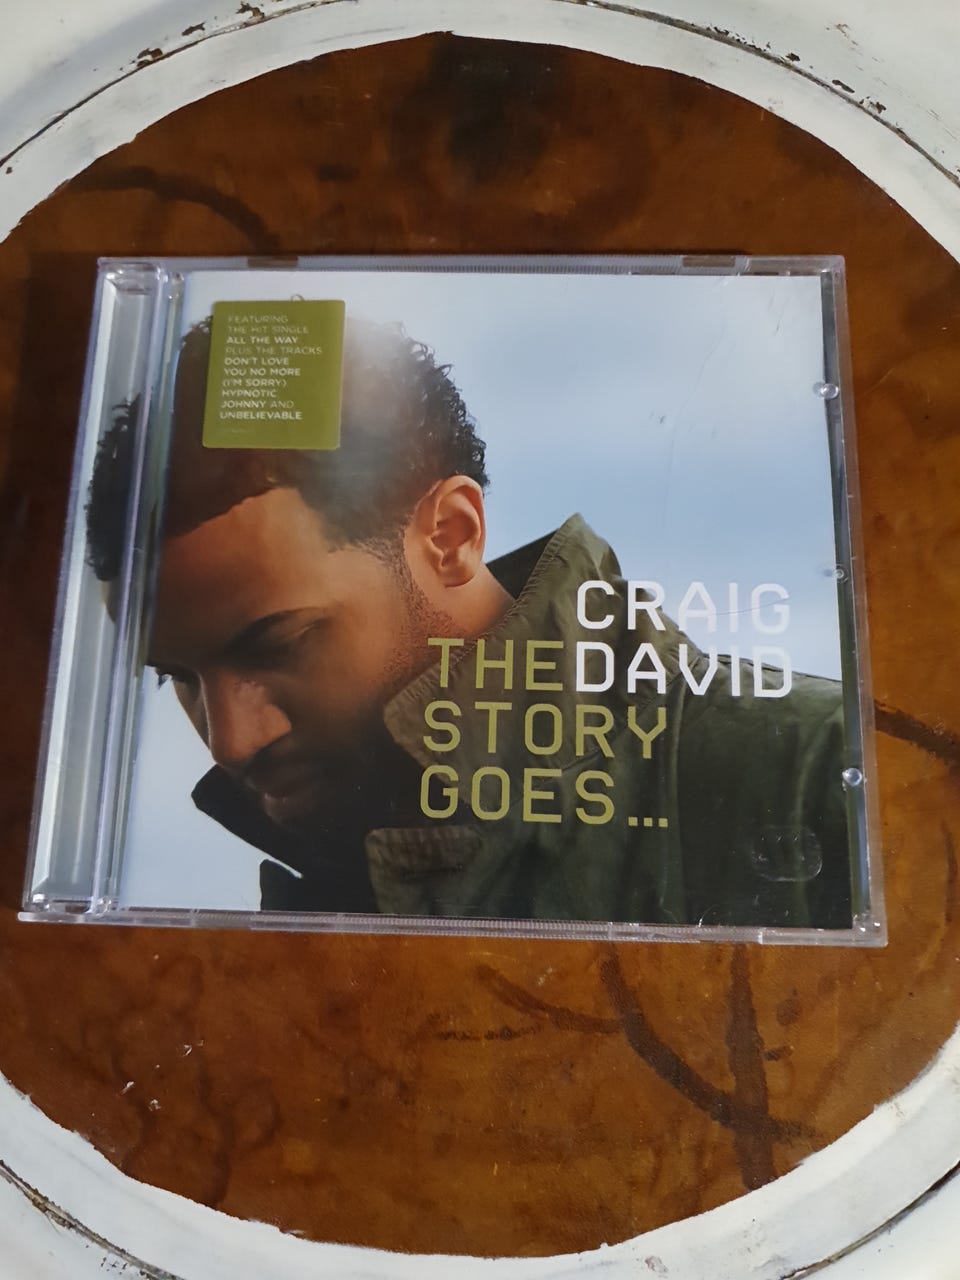 FEATURING
THE HIT SINGLE
ALL THE WAY
PLUS THE TRACKS
DON'T LOVE
YOU NO MORE
(I'M SORRY)
HYPNOTIC
JOHNNY AND
UNBELIEVABLE
CRAIG
DAVID
THE
STORY
GOES...